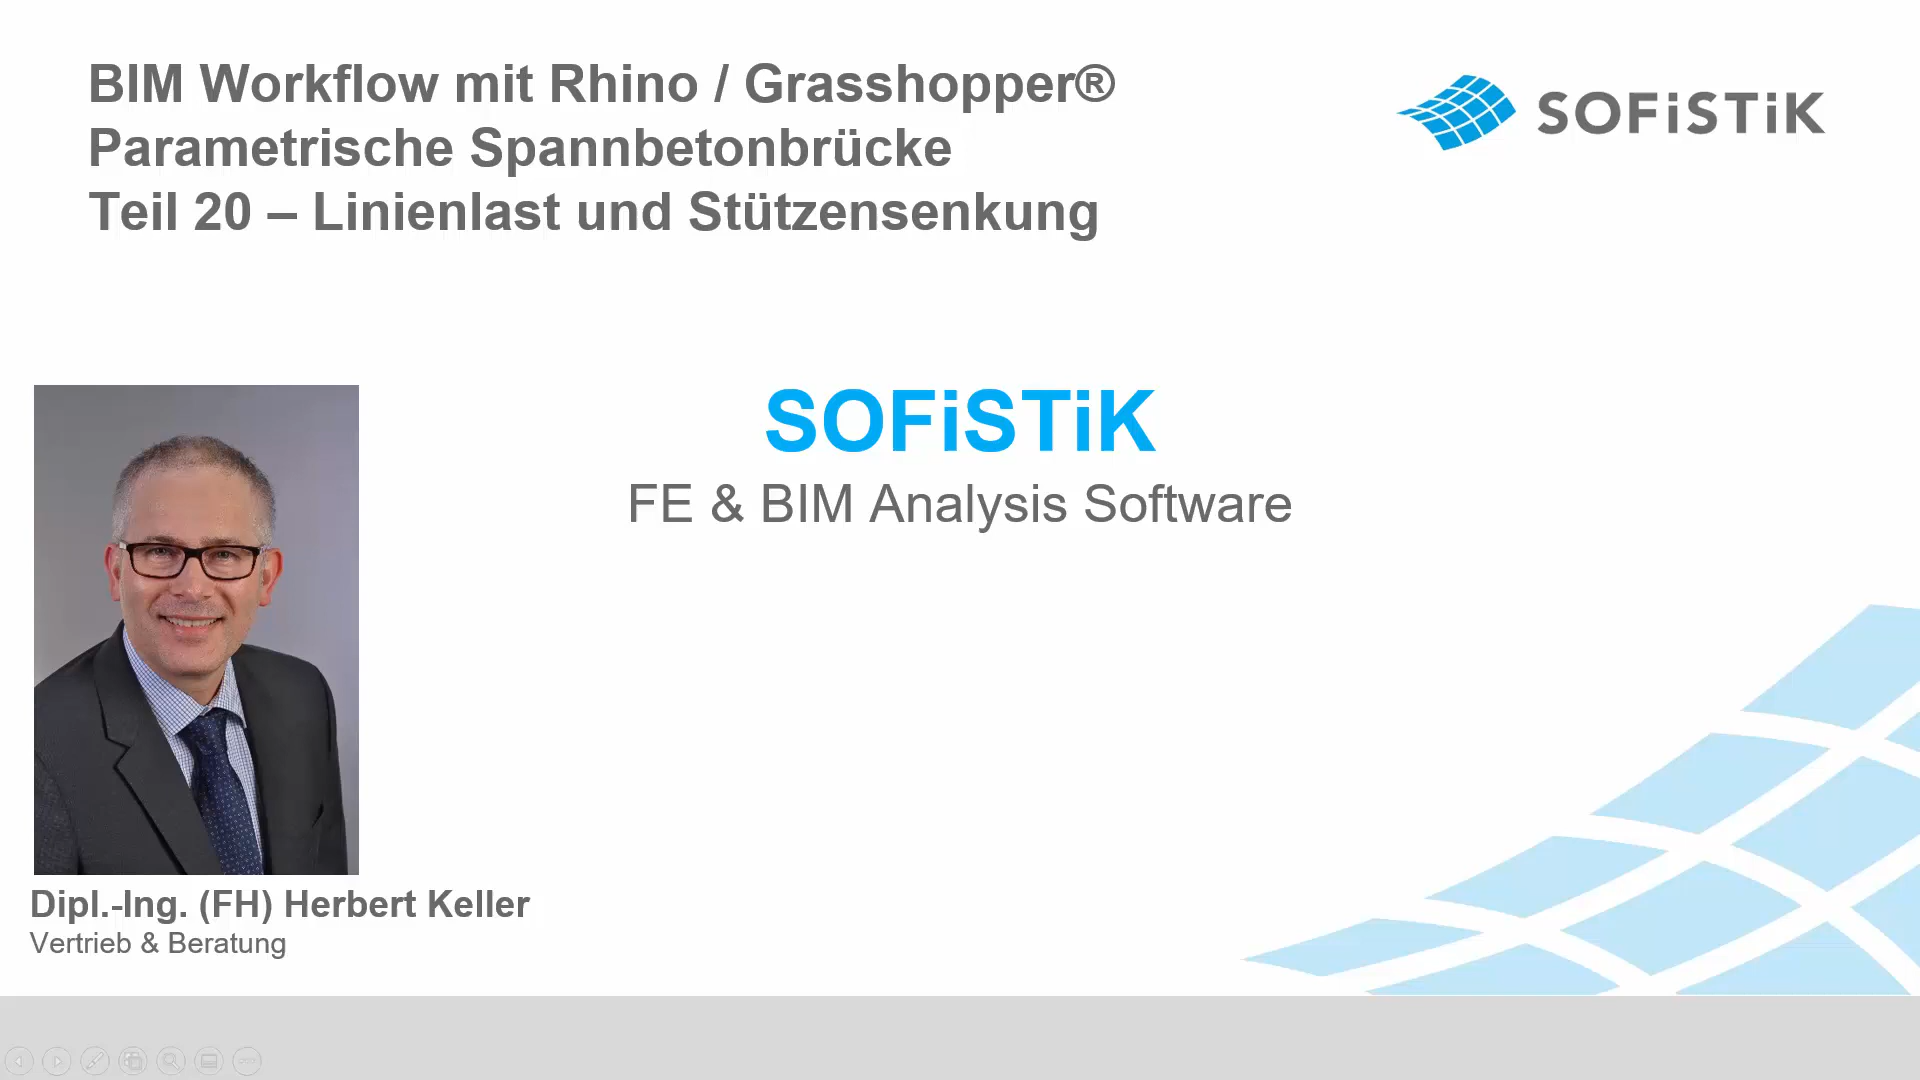 BIM Workflow mit Rhino / Grasshopper®
Parametrische Spannbetonbrücke
Teil 20 – Linienlast und Stützensenkung
SOFiSTiK
SOFiSTiK
FE & BIM Analysis Software
Dipl.-Ing. (FH) Herbert Keller
Vertrieb & Beratung